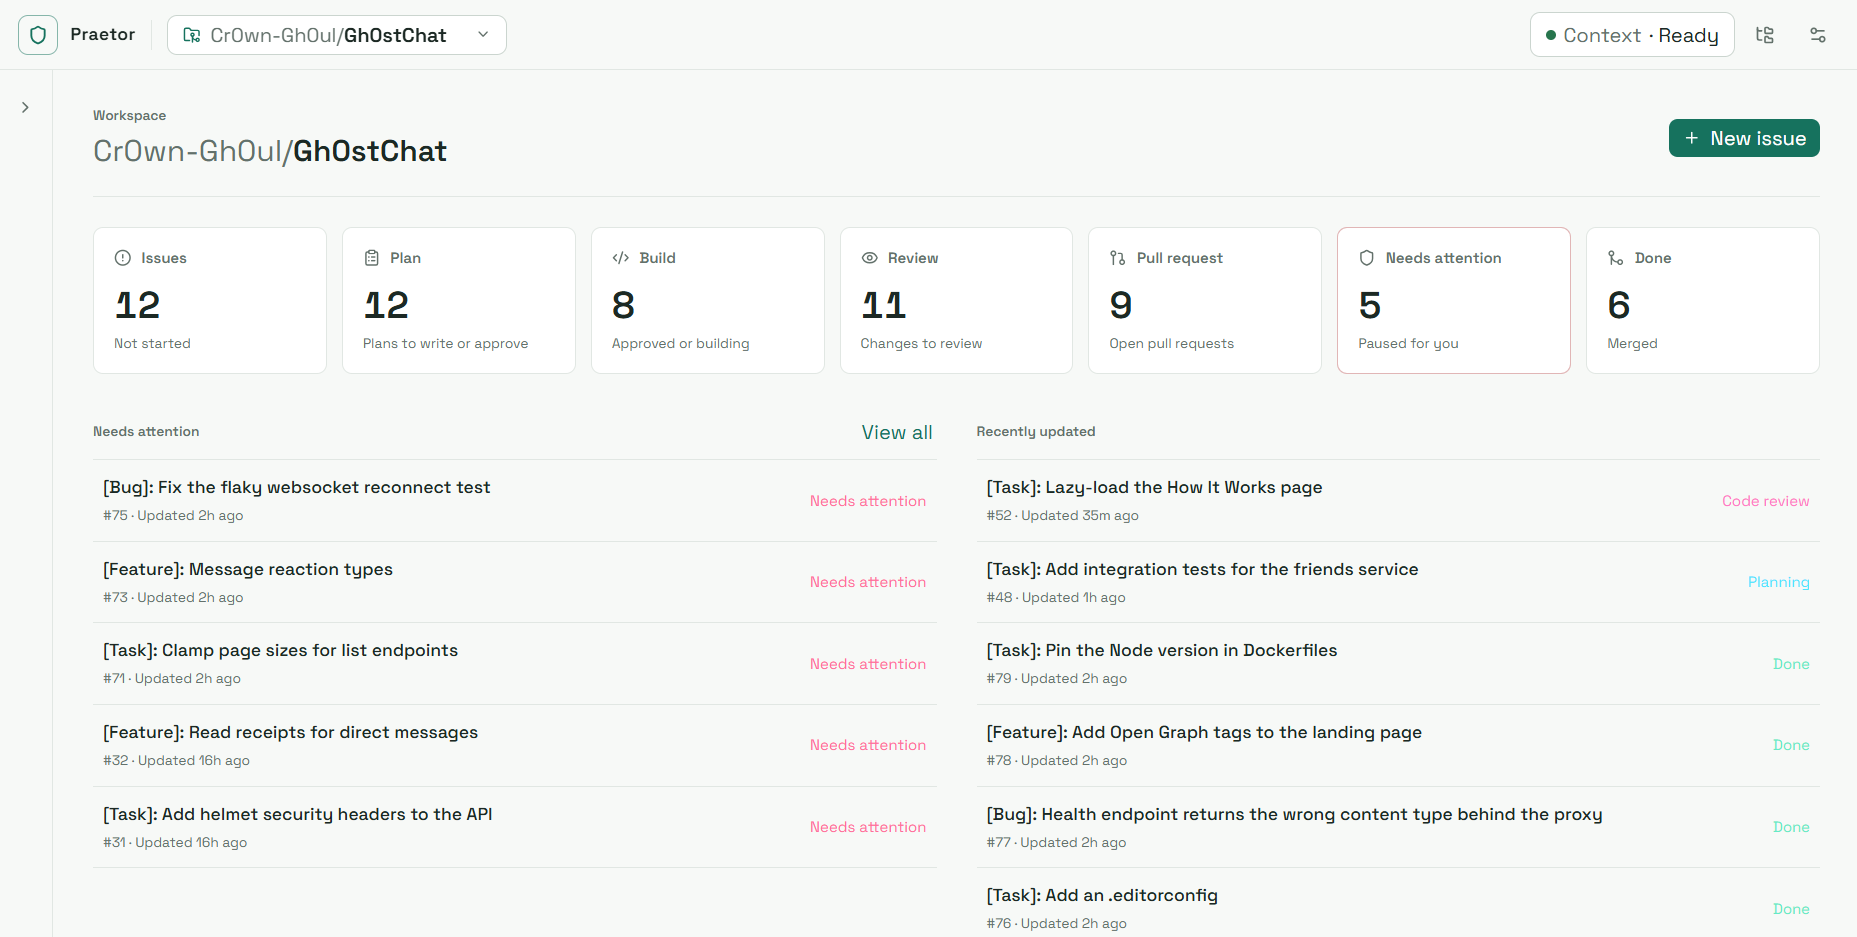 Praetor
Cr0wn-Gh0ul/Gh0stChat
Context · Ready
Workspace
Cr0wn-Gh0ul/Gh0stChat
+ New issue
Issues
12
Not started
Plan
12
Plans to write or approve
Build
8
Approved or building
Review
11
Changes to review
Pull request
9
Open pull requests
Needs attention
5
Paused for you
Done
6
Merged
Needs attention
View all
[Bug]: Fix the flaky websocket reconnect test
#75 · Updated 2h ago
Needs attention
[Feature]: Message reaction types
#73 · Updated 2h ago
Needs attention
[Task]: Clamp page sizes for list endpoints
#71 · Updated 2h ago
Needs attention
[Feature]: Read receipts for direct messages
#32 · Updated 16h ago
Needs attention
[Task]: Add helmet security headers to the API
#31 · Updated 16h ago
Needs attention
Recently updated
[Task]: Lazy-load the How It Works page
#52 · Updated 35m ago
Code review
[Task]: Add integration tests for the friends service
#48 · Updated 1h ago
Planning
[Task]: Pin the Node version in Dockerfiles
#79 · Updated 2h ago
Done
[Feature]: Add Open Graph tags to the landing page
#78 · Updated 2h ago
Done
[Bug]: Health endpoint returns the wrong content type behind the proxy
#77 · Updated 2h ago
Done
[Task]: Add an .editorconfig
#76 · Updated 2h ago
Done